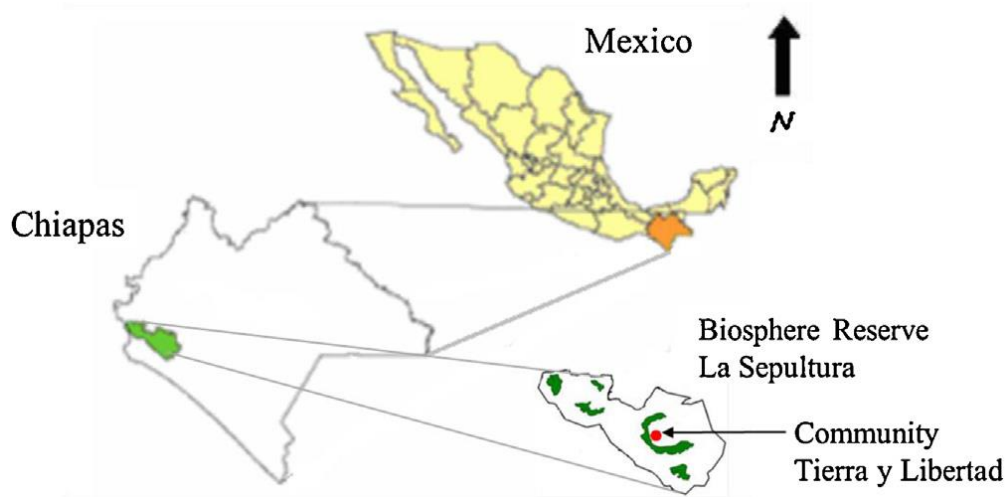 Mexico
N
Chiapas
Biosphere Reserve
La Sepultura
Community
Tierra y Libertad